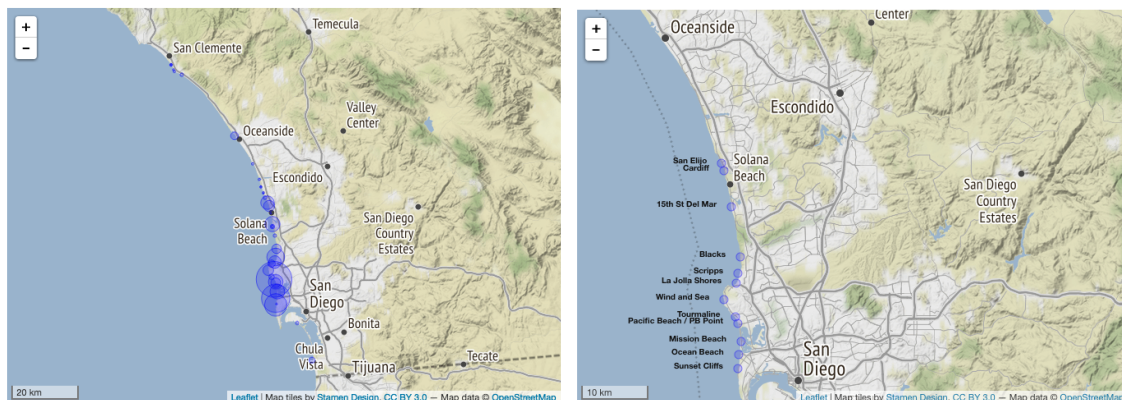 +
−
Temecula
San Clemente
Valley
Center
Oceanside
Escondido
San Diego
Country
Estates
Solana
Beach
San
Diego
Bonita
Chula
Vista
Tecate
Tijuana
20 km
Leaflet | Map tiles by Stamen Design, CC BY 3.0 — Map data © OpenStreetMap
+
−
Center
Oceanside
Escondido
San Elijo
Cardiff
Solana
Beach
San Diego
Country
Estates
15th St Del Mar
Blacks
Scripps
La Jolla Shores
Wind and Sea
Tourmaline
Pacific Beach / PB Point
Mission Beach
Ocean Beach
Sunset Cliffs
San
Diego
10 km
Leaflet | Map tiles by Stamen Design, CC BY 3.0 — Map data © OpenStreetMap